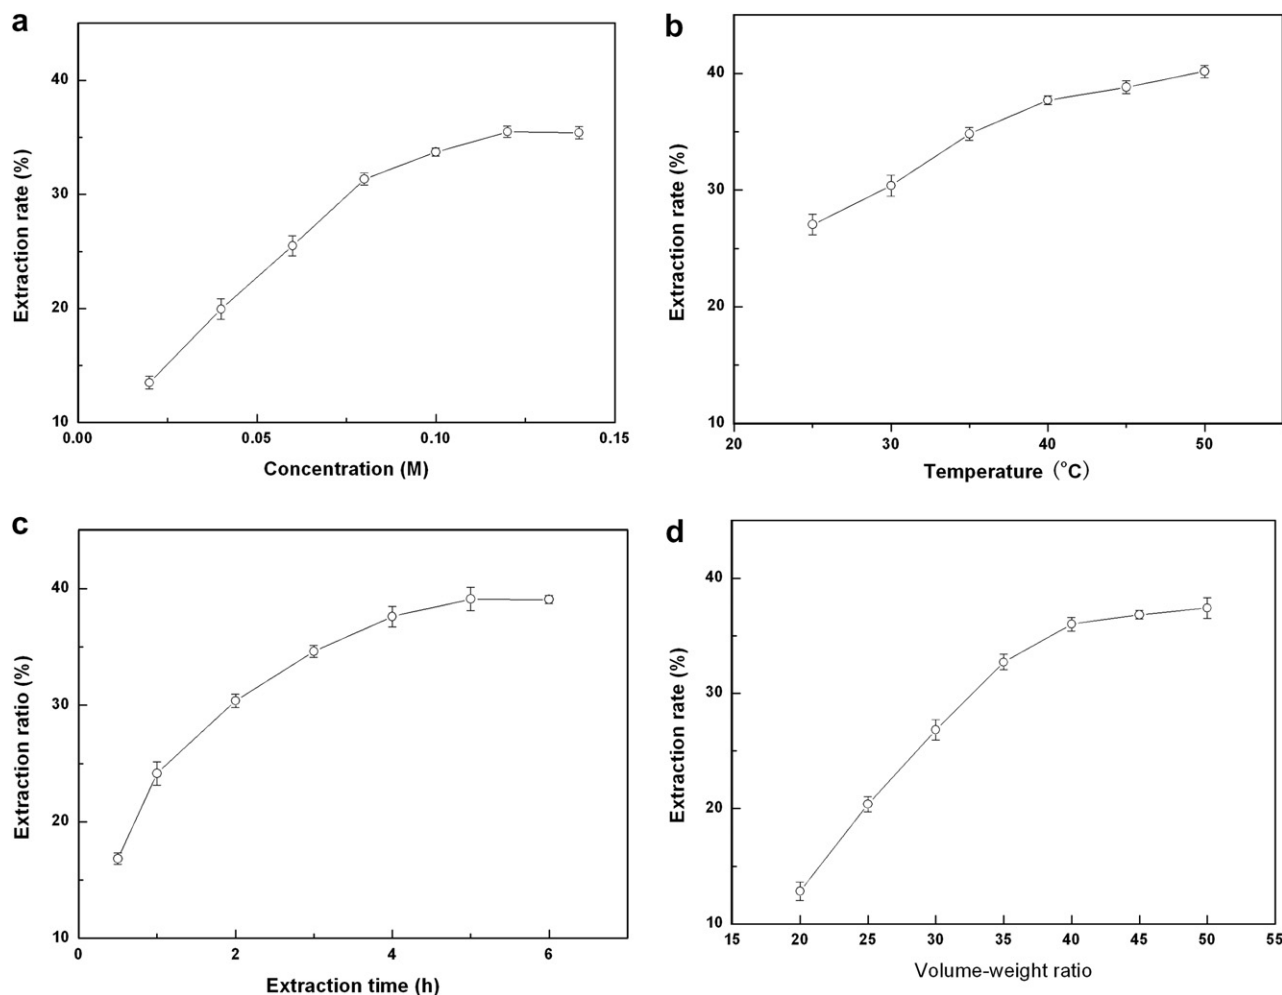 a
40
30
20
10
0.00 0.05 0.10 0.15
Extraction rate (%)
Concentration (M)
b
40
30
20
10
20 30 40 50
Extraction rate (%)
Temperature (°C)
c
40
30
20
10
0 2 4 6
Extraction ratio (%)
Extraction time (h)
d
40
30
20
10
15 20 25 30 35 40 45 50 55
Extraction rate (%)
Volume-weight ratio